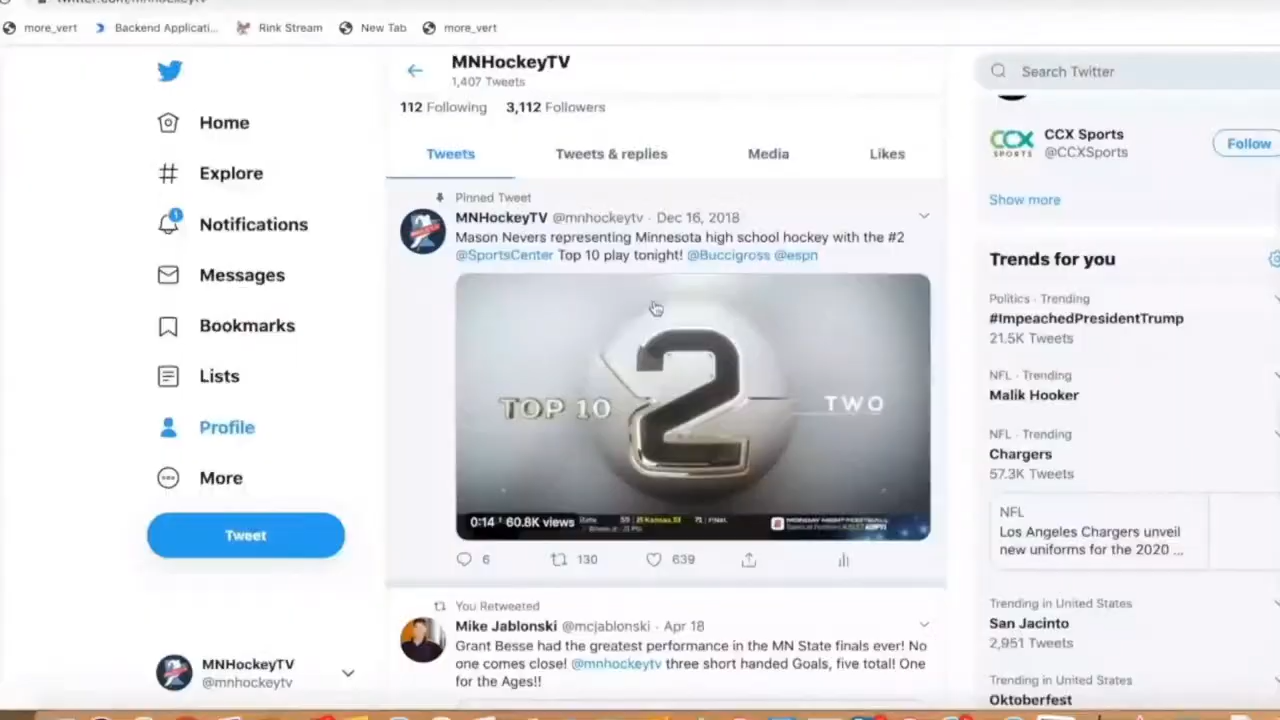 more_vert
Backend Applicati...
Rink Stream
New Tab
more_vert
Home
Explore
Notifications
1
Messages
Bookmarks
Lists
Profile
More
Tweet
MNHockeyTV
@mnhockeytv
MNHockeyTV
1,407 Tweets
112 Following 3,112 Followers
Tweets
Tweets & replies
Media
Likes
Pinned Tweet
MNHockeyTV @mnhockeytv · Dec 16, 2018
Mason Nevers representing Minnesota high school hockey with the #2
@SportsCenter Top 10 play tonight! @Buccigross @espn
TOP 10
2
TWO
0:14 60.8K views
MONDAY NIGHT FOOTBALL
6
130
639
You Retweeted
Mike Jablonski @mcjablonski · Apr 18
Grant Besse had the greatest performance in the MN State finals ever! No
one comes close! @mnhockeytv three short handed Goals, five total! One
for the Ages!!
Search Twitter
CCX
SPORTS
CCX Sports
@CCXSports
Follow
Show more
Trends for you
Politics · Trending
#ImpeachedPresidentTrump
21.5K Tweets
NFL · Trending
Malik Hooker
NFL · Trending
Chargers
57.3K Tweets
NFL
Los Angeles Chargers unveil
new uniforms for the 2020 ...
Trending in United States
San Jacinto
2,951 Tweets
Trending in United States
Oktoberfest